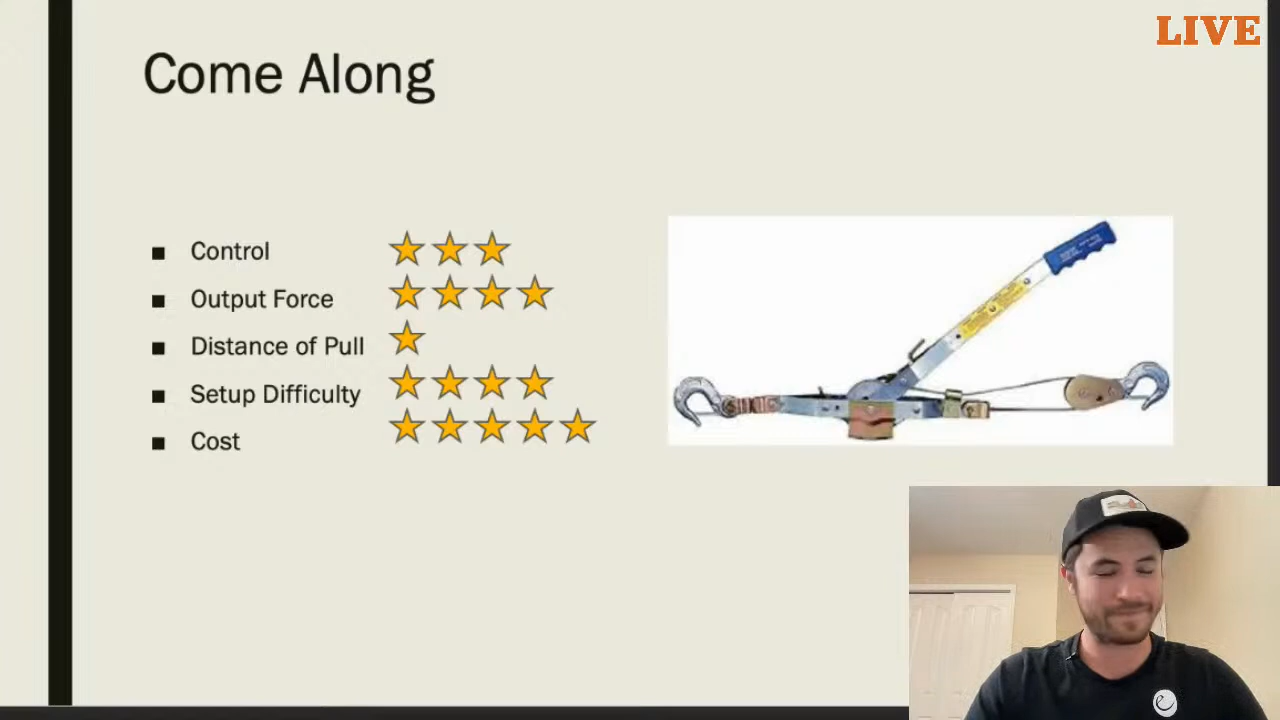 LIVE
Come Along
Control
Output Force
Distance of Pull
Setup Difficulty
Cost